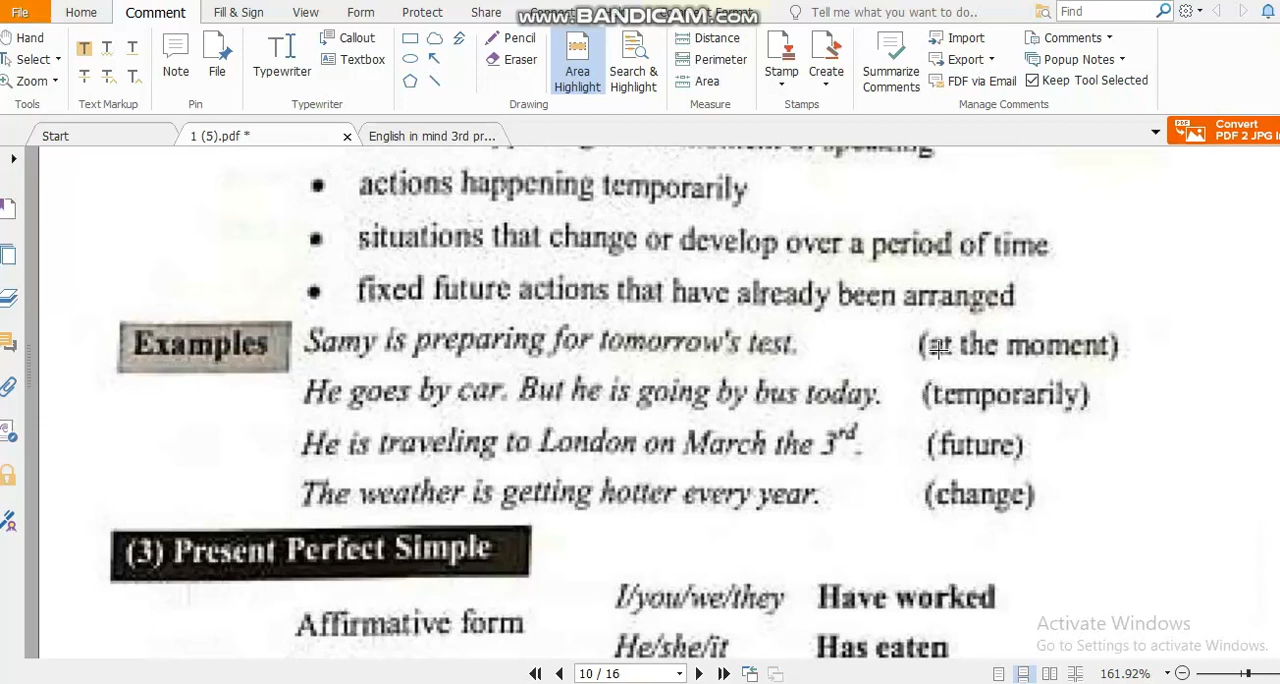 File Home Comment Fill & Sign View Form Protect Share Tell me what you want to do.. Find
www.BANDICAM.com
Hand
Select
Zoom
Tools
Text Markup
Note
File
Pin
Typewriter
Callout
Textbox
Typewriter
Pencil
Eraser
Area Highlight
Search & Highlight
Drawing
Distance
Perimeter
Area
Measure
Stamp
Create
Stamps
Summarize Comments
Import
Export
FDF via Email
Comments
Popup Notes
Keep Tool Selected
Manage Comments
Start 1 (5).pdf * English in mind 3rd pr...
Convert
PDF 2 JPG
of speaking
• actions happening temporarily
• situations that change or develop over a period of time
• fixed future actions that have already been arranged
Examples Samy is preparing for tomorrow's test. (at the moment)
He goes by car. But he is going by bus today. (temporarily)
He is traveling to London on March the 3rd. (future)
The weather is getting hotter every year. (change)
(3) Present Perfect Simple
Affirmative form
I/you/we/they Have worked
He/she/it Has eaten
Activate Windows
Go to Settings to activate Windows.
10 / 16 161.92%